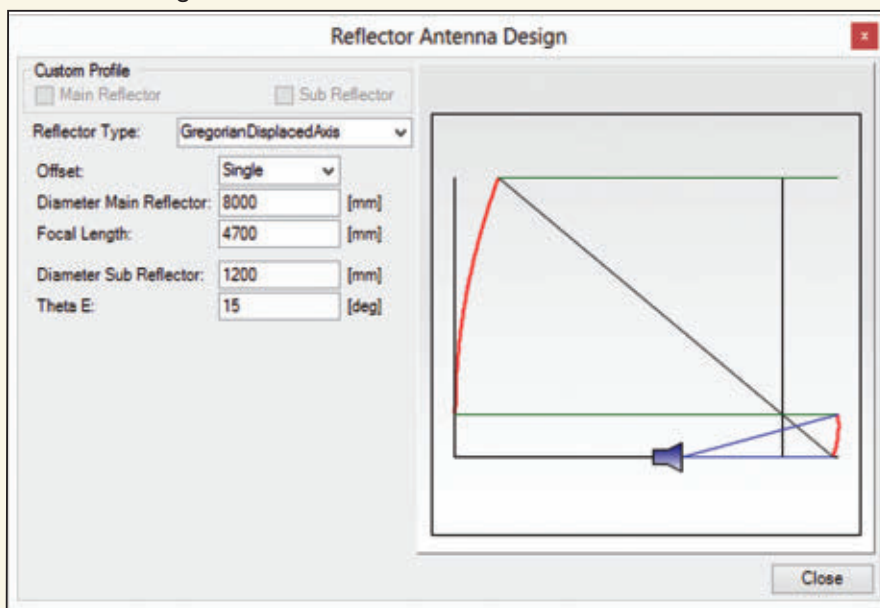 Reflector Antenna Design
x
Custom Profile
Main Reflector Sub Reflector
Reflector Type: GregorianDisplacedAxis
Offset: Single
Diameter Main Reflector: 8000 [mm]
Focal Length: 4700 [mm]
Diameter Sub Reflector: 1200 [mm]
Theta E: 15 [deg]
Close